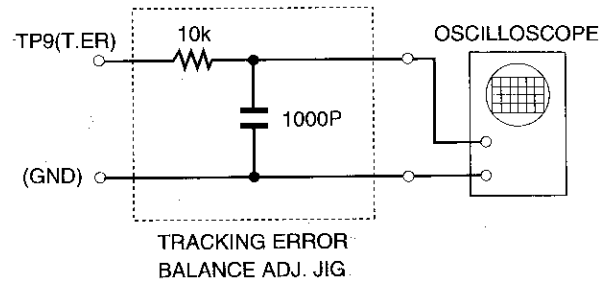 TP9(T.ER)
10k
OSCILLOSCOPE
1000P
(GND)
TRACKING ERROR
BALANCE ADJ. JIG